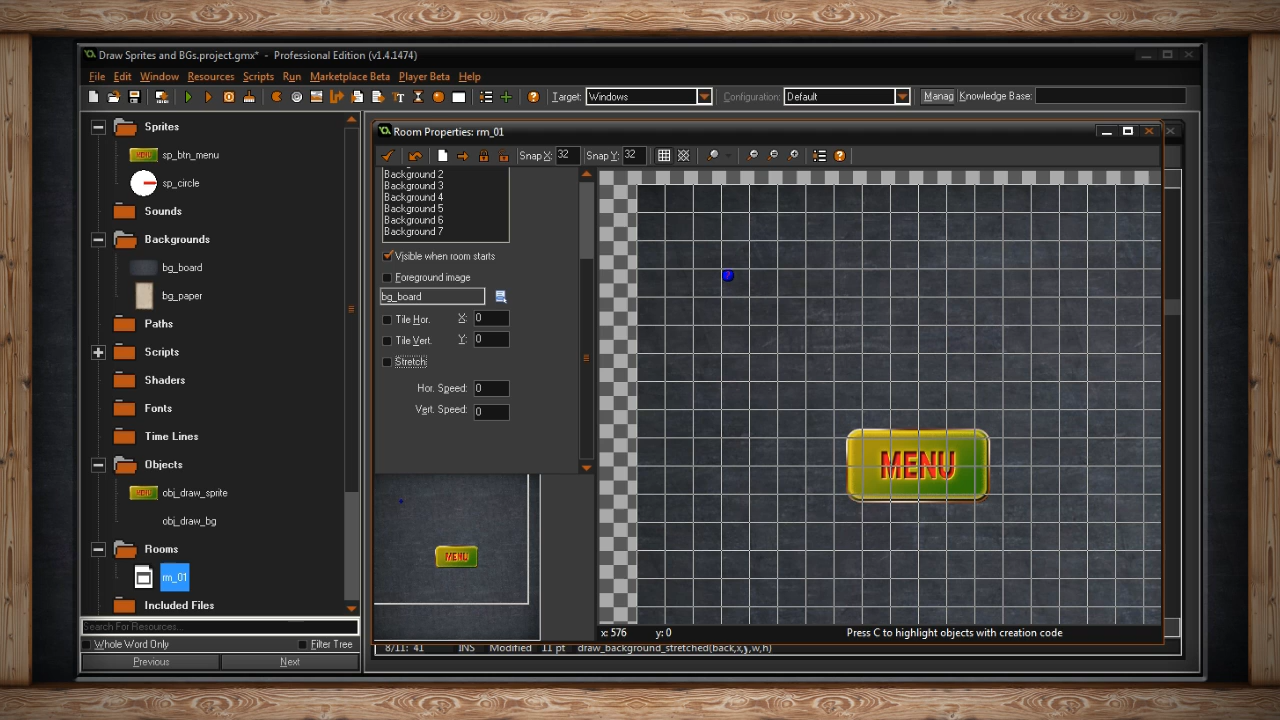 Draw Sprites and BGs.project.gmx* - Professional Edition (v1.4.1474)
File Edit Window Resources Scripts Run Marketplace Beta Player Beta Help
Target: Windows Configuration: Default Manag Knowledge Base:
Sprites
sp_btn_menu
sp_circle
Sounds
Backgrounds
bg_board
bg_paper
Paths
Scripts
Shaders
Fonts
Time Lines
Objects
obj_draw_sprite
obj_draw_bg
Rooms
rm_01
Included Files
Search For Resources...
Whole Word Only Filter Tree
Previous Next
Room Properties: rm_01
Snap X: 32 Snap Y: 32
Background 2
Background 3
Background 4
Background 5
Background 6
Background 7
Visible when room starts
Foreground image
bg_board
Tile Hor. X: 0
Tile Vert. Y: 0
Stretch
Hor. Speed: 0
Vert. Speed: 0
MENU
MENU
x: 576 y: 0 Press C to highlight objects with creation code
8/11: 41 INS Modified 11 pt draw_background_stretched(back,x,y,w,h)